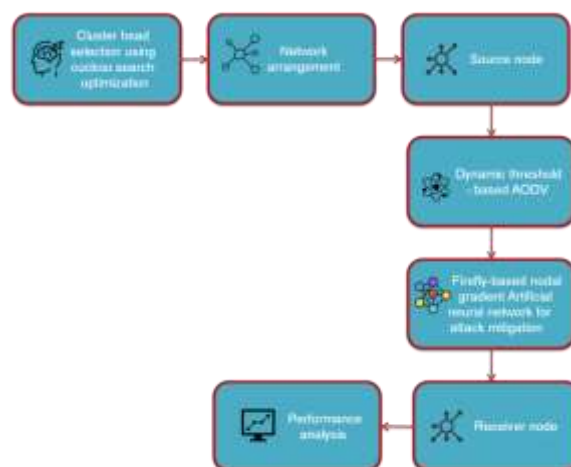 Cluster head
selection using
cuckoo search
optimization
Network
arrangement
Source node
Dynamic threshold
-based AODV
Firefly-based nodal
gradient Artificial
neural network for
attack mitigation
Performance
analysis
Receiver node